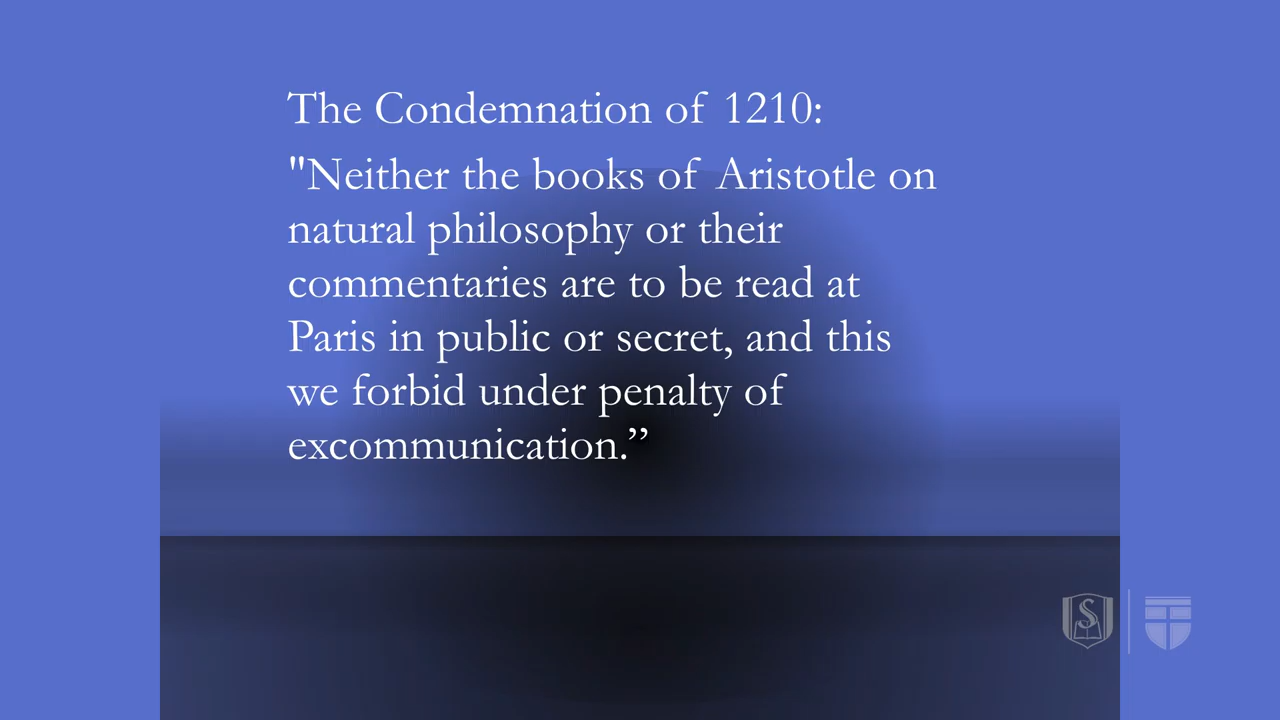 The Condemnation of 1210:
"Neither the books of Aristotle on
natural philosophy or their
commentaries are to be read at
Paris in public or secret, and this
we forbid under penalty of
excommunication.”
S